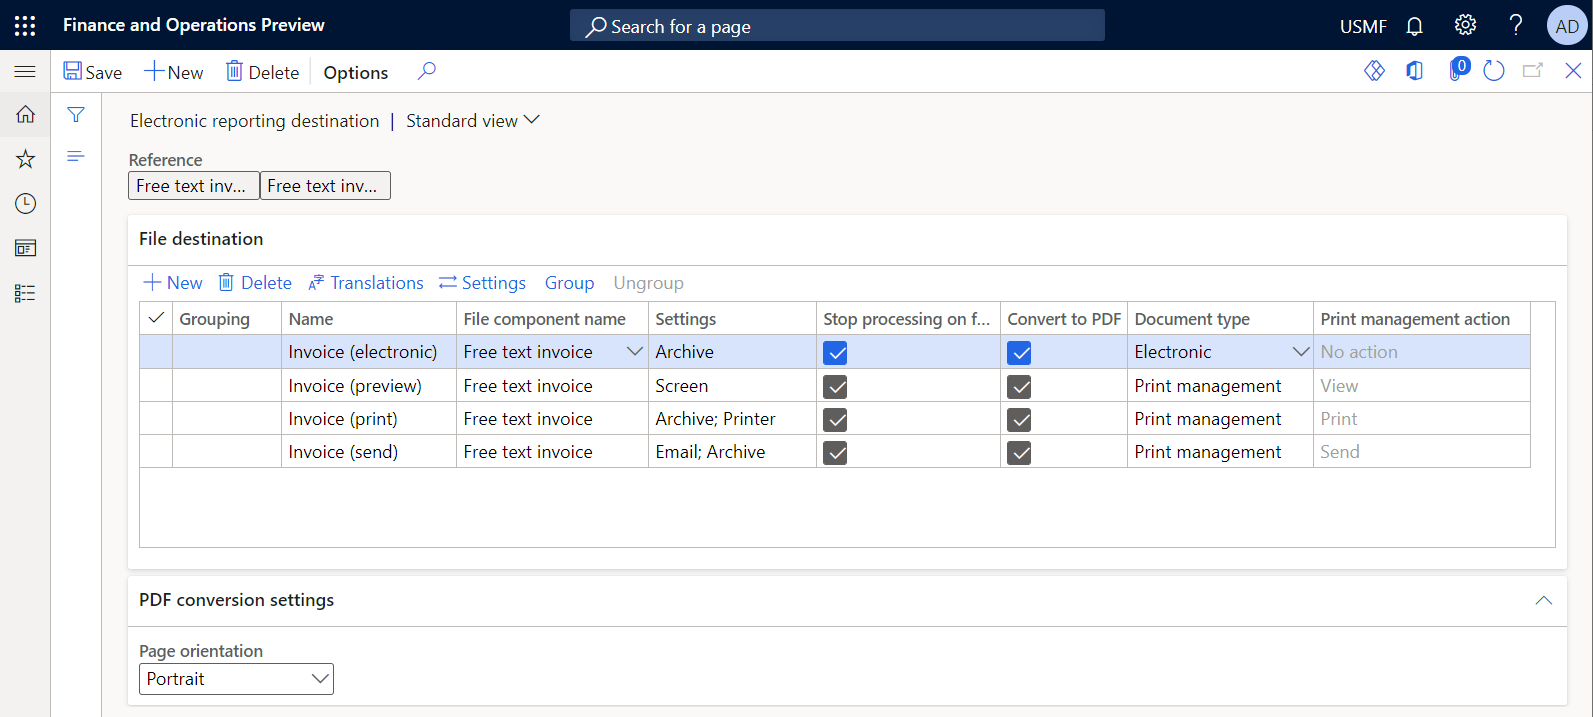 Finance and Operations Preview Search for a page USMF ? AD
Save New Delete Options 0
Electronic reporting destination | Standard view
Reference
Free text inv... Free text inv...
File destination
New Delete Translations Settings Group Ungroup
Grouping Name File component name Settings Stop processing on f... Convert to PDF Document type Print management action
Invoice (electronic) Free text invoice Archive Electronic No action
Invoice (preview) Free text invoice Screen Print management View
Invoice (print) Free text invoice Archive; Printer Print management Print
Invoice (send) Free text invoice Email; Archive Print management Send
PDF conversion settings
Page orientation
Portrait